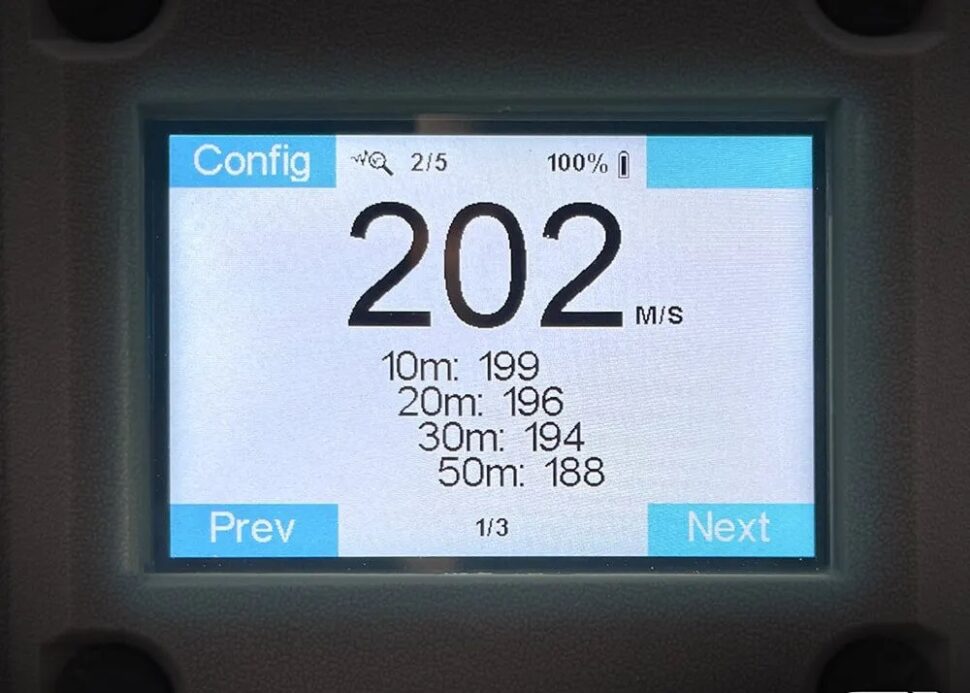 Config 2/5 100%
202 M/S
10m: 199
20m: 196
30m: 194
50m: 188
Prev 1/3 Next